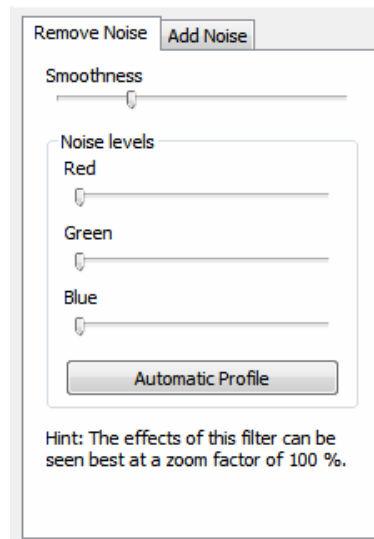 Remove Noise Add Noise
Smoothness
Noise levels
Red
Green
Blue
Automatic Profile
Hint: The effects of this filter can be
seen best at a zoom factor of 100 %.